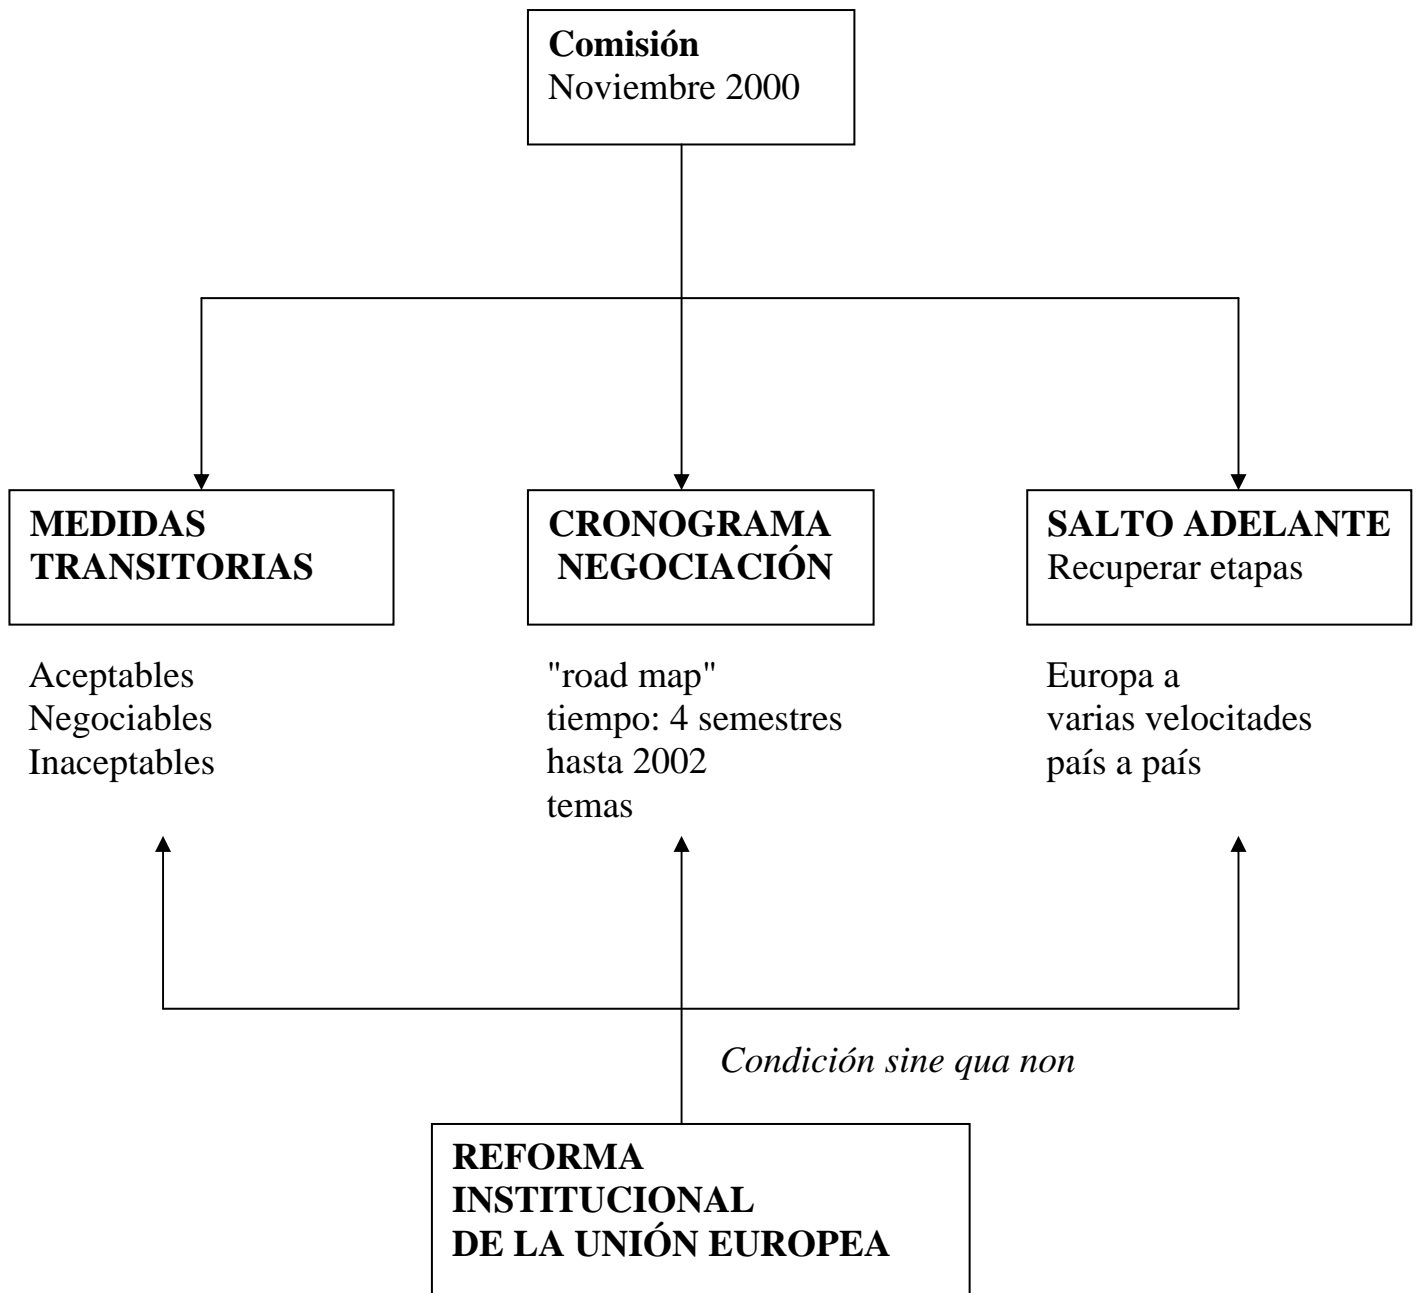 Comisión
Noviembre 2000
MEDIDAS
TRANSITORIAS
CRONOGRAMA
NEGOCIACIÓN
SALTO ADELANTE
Recuperar etapas
Aceptables
Negociables
Inaceptables
"road map"
tiempo: 4 semestres
hasta 2002
temas
Europa a
varias velocitades
país a país
Condición sine qua non
REFORMA
INSTITUCIONAL
DE LA UNIÓN EUROPEA